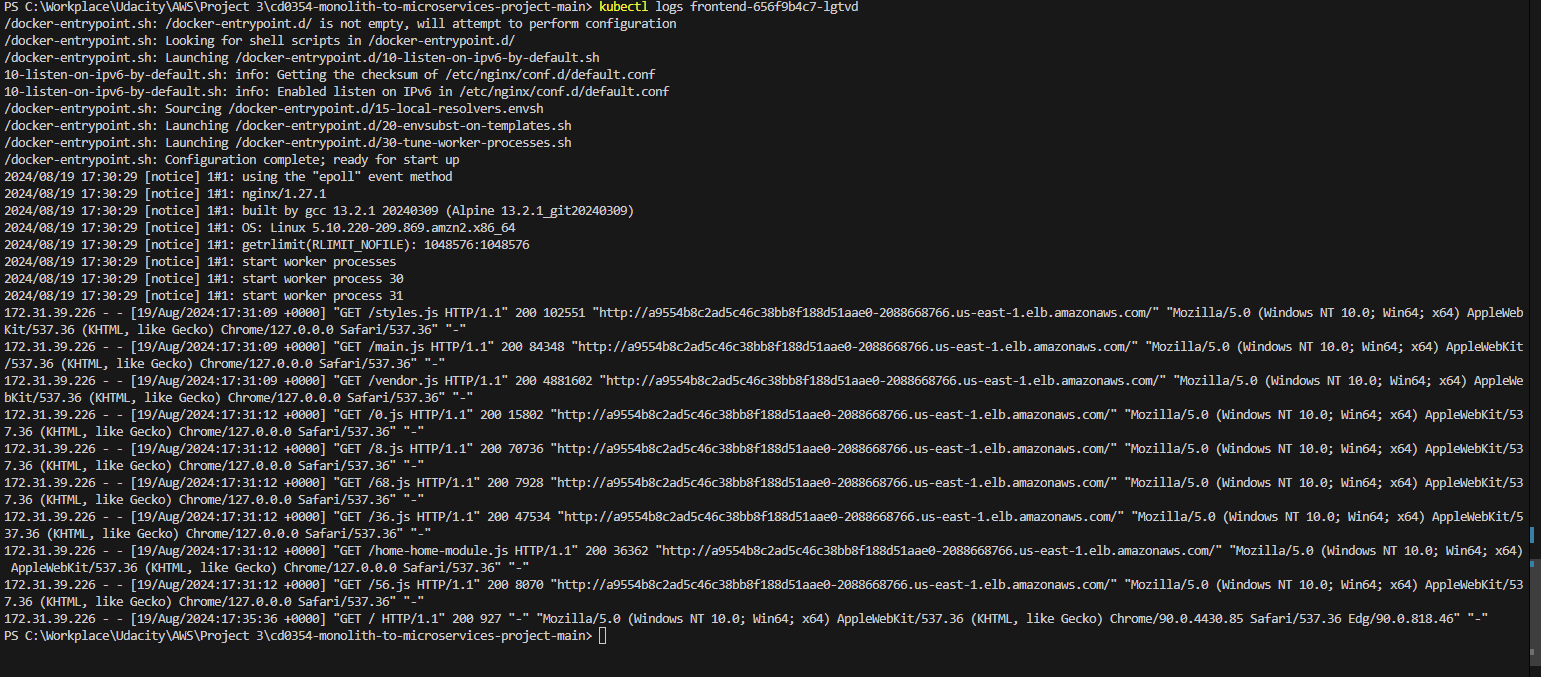 PS C:\Workplace\Udacity\AWS\Project 3\cd0354-monolith-to-microservices-project-main> kubectl logs frontend-656f9b4c7-lgtvd
/docker-entrypoint.sh: /docker-entrypoint.d/ is not empty, will attempt to perform configuration
/docker-entrypoint.sh: Looking for shell scripts in /docker-entrypoint.d/
/docker-entrypoint.sh: Launching /docker-entrypoint.d/10-listen-on-ipv6-by-default.sh
10-listen-on-ipv6-by-default.sh: info: Getting the checksum of /etc/nginx/conf.d/default.conf
10-listen-on-ipv6-by-default.sh: info: Enabled listen on IPv6 in /etc/nginx/conf.d/default.conf
/docker-entrypoint.sh: Sourcing /docker-entrypoint.d/15-local-resolvers.envsh
/docker-entrypoint.sh: Launching /docker-entrypoint.d/20-envsubst-on-templates.sh
/docker-entrypoint.sh: Launching /docker-entrypoint.d/30-tune-worker-processes.sh
/docker-entrypoint.sh: Configuration complete; ready for start up
2024/08/19 17:30:29 [notice] 1#1: using the "epoll" event method
2024/08/19 17:30:29 [notice] 1#1: nginx/1.27.1
2024/08/19 17:30:29 [notice] 1#1: built by gcc 13.2.1 20240309 (Alpine 13.2.1_git20240309)
2024/08/19 17:30:29 [notice] 1#1: OS: Linux 5.10.220-209.869.amzn2.x86_64
2024/08/19 17:30:29 [notice] 1#1: getrlimit(RLIMIT_NOFILE): 1048576:1048576
2024/08/19 17:30:29 [notice] 1#1: start worker processes
2024/08/19 17:30:29 [notice] 1#1: start worker process 30
2024/08/19 17:30:29 [notice] 1#1: start worker process 31
172.31.39.226 - - [19/Aug/2024:17:31:09 +0000] "GET /styles.js HTTP/1.1" 200 102551 "http://a9554b8c2ad5c46c38bb8f188d51aae0-2088668766.us-east-1.elb.amazonaws.com/" "Mozilla/5.0 (Windows NT 10.0; Win64; x64) AppleWeb
Kit/537.36 (KHTML, like Gecko) Chrome/127.0.0.0 Safari/537.36" "-"
172.31.39.226 - - [19/Aug/2024:17:31:09 +0000] "GET /main.js HTTP/1.1" 200 84348 "http://a9554b8c2ad5c46c38bb8f188d51aae0-2088668766.us-east-1.elb.amazonaws.com/" "Mozilla/5.0 (Windows NT 10.0; Win64; x64) AppleWebKit
/537.36 (KHTML, like Gecko) Chrome/127.0.0.0 Safari/537.36" "-"
172.31.39.226 - - [19/Aug/2024:17:31:09 +0000] "GET /vendor.js HTTP/1.1" 200 4881602 "http://a9554b8c2ad5c46c38bb8f188d51aae0-2088668766.us-east-1.elb.amazonaws.com/" "Mozilla/5.0 (Windows NT 10.0; Win64; x64) AppleWe
bKit/537.36 (KHTML, like Gecko) Chrome/127.0.0.0 Safari/537.36" "-"
172.31.39.226 - - [19/Aug/2024:17:31:12 +0000] "GET /0.js HTTP/1.1" 200 15802 "http://a9554b8c2ad5c46c38bb8f188d51aae0-2088668766.us-east-1.elb.amazonaws.com/" "Mozilla/5.0 (Windows NT 10.0; Win64; x64) AppleWebKit/53
7.36 (KHTML, like Gecko) Chrome/127.0.0.0 Safari/537.36" "-"
172.31.39.226 - - [19/Aug/2024:17:31:12 +0000] "GET /8.js HTTP/1.1" 200 70736 "http://a9554b8c2ad5c46c38bb8f188d51aae0-2088668766.us-east-1.elb.amazonaws.com/" "Mozilla/5.0 (Windows NT 10.0; Win64; x64) AppleWebKit/53
7.36 (KHTML, like Gecko) Chrome/127.0.0.0 Safari/537.36" "-"
172.31.39.226 - - [19/Aug/2024:17:31:12 +0000] "GET /68.js HTTP/1.1" 200 7928 "http://a9554b8c2ad5c46c38bb8f188d51aae0-2088668766.us-east-1.elb.amazonaws.com/" "Mozilla/5.0 (Windows NT 10.0; Win64; x64) AppleWebKit/53
7.36 (KHTML, like Gecko) Chrome/127.0.0.0 Safari/537.36" "-"
172.31.39.226 - - [19/Aug/2024:17:31:12 +0000] "GET /36.js HTTP/1.1" 200 47534 "http://a9554b8c2ad5c46c38bb8f188d51aae0-2088668766.us-east-1.elb.amazonaws.com/" "Mozilla/5.0 (Windows NT 10.0; Win64; x64) AppleWebKit/5
37.36 (KHTML, like Gecko) Chrome/127.0.0.0 Safari/537.36" "-"
172.31.39.226 - - [19/Aug/2024:17:31:12 +0000] "GET /home-home-module.js HTTP/1.1" 200 36362 "http://a9554b8c2ad5c46c38bb8f188d51aae0-2088668766.us-east-1.elb.amazonaws.com/" "Mozilla/5.0 (Windows NT 10.0; Win64; x64)
 AppleWebKit/537.36 (KHTML, like Gecko) Chrome/127.0.0.0 Safari/537.36" "-"
172.31.39.226 - - [19/Aug/2024:17:31:12 +0000] "GET /56.js HTTP/1.1" 200 8070 "http://a9554b8c2ad5c46c38bb8f188d51aae0-2088668766.us-east-1.elb.amazonaws.com/" "Mozilla/5.0 (Windows NT 10.0; Win64; x64) AppleWebKit/53
7.36 (KHTML, like Gecko) Chrome/127.0.0.0 Safari/537.36" "-"
172.31.39.226 - - [19/Aug/2024:17:35:36 +0000] "GET / HTTP/1.1" 200 927 "-" "Mozilla/5.0 (Windows NT 10.0; Win64; x64) AppleWebKit/537.36 (KHTML, like Gecko) Chrome/90.0.4430.85 Safari/537.36 Edg/90.0.818.46" "-"
PS C:\Workplace\Udacity\AWS\Project 3\cd0354-monolith-to-microservices-project-main>